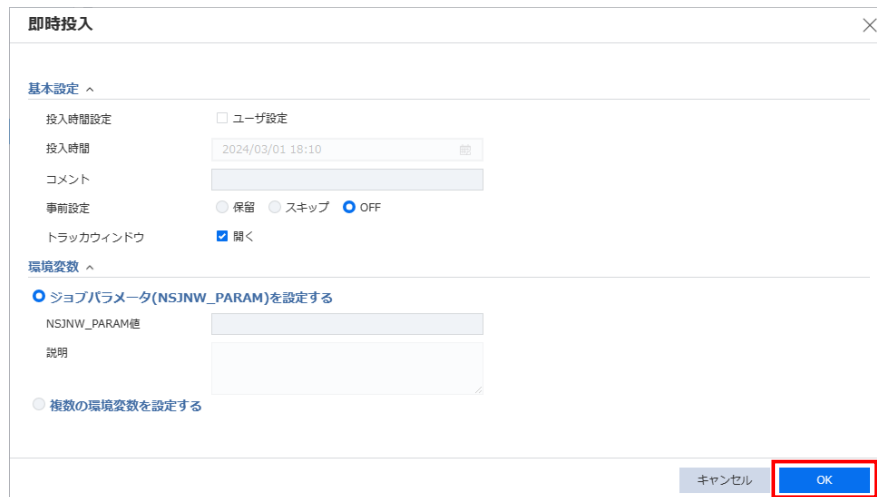 即時投入
基本設定
投入時間設定 ユーザ設定
投入時間 2024/03/01 18:10
コメント
事前設定 保留 スキップ OFF
トラッカウィンドウ 開く
環境変数
ジョブパラメータ(NSJNW_PARAM)を設定する
NSJNW_PARAM値
説明
複数の環境変数を設定する
キャンセル OK